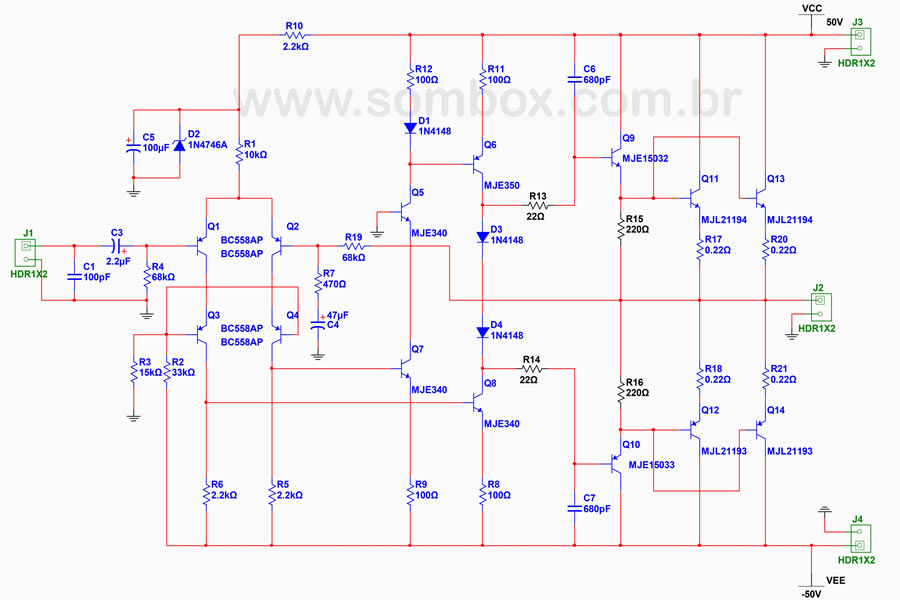 www.sombox.com.br
VCC
50V
J3
HDR1X2
R10
2.2kΩ
R12
100Ω
R11
100Ω
C6
680pF
D1
1N4148
C5
100µF
D2
1N4746A
R1
10kΩ
Q6
MJE350
Q9
MJE15032
Q11
MJL21194
Q13
MJL21194
Q5
MJE340
R13
22Ω
R15
220Ω
J1
HDR1X2
C3
2.2µF
C1
100pF
R4
68kΩ
Q1
BC558AP
Q2
BC558AP
R19
68kΩ
D3
1N4148
R17
0.22Ω
R20
0.22Ω
R7
470Ω
47µF
C4
J2
HDR1X2
Q3
BC558AP
Q4
BC558AP
D4
1N4148
R3
15kΩ
R2
33kΩ
Q7
MJE340
R14
22Ω
Q8
MJE340
R16
220Ω
R18
0.22Ω
R21
0.22Ω
Q12
MJL21193
Q14
MJL21193
Q10
MJE15033
R6
2.2kΩ
R5
2.2kΩ
R9
100Ω
R8
100Ω
C7
680pF
J4
HDR1X2
VEE
-50V